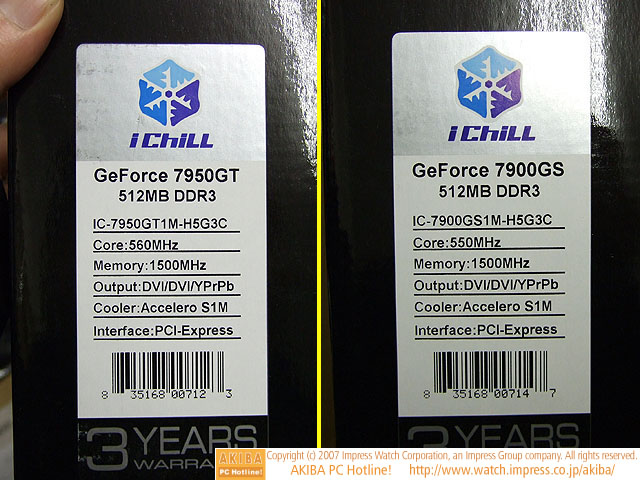 iCHiLL
GeForce 7950GT
512MB DDR3
IC-7950GT1M-H5G3C
Core:560MHz
Memory:1500MHz
Output:DVI/DVI/YPrPb
Cooler:Accelero S1M
Interface:PCI-Express
8 35168 00712 3
3 YEARS
WARRA
iCHiLL
GeForce 7900GS
512MB DDR3
IC-7900GS1M-H5G3C
Core:550MHz
Memory:1500MHz
Output:DVI/DVI/YPrPb
Cooler:Accelero S1M
Interface:PCI-Express
8 35168 00714 7
3 YEARS
AKIBA
PC Hotline!
Copyright (c) 2007 Impress Watch Corporation, an Impress Group company. All rights reserved.
AKIBA PC Hotline! http://www.watch.impress.co.jp/akiba/